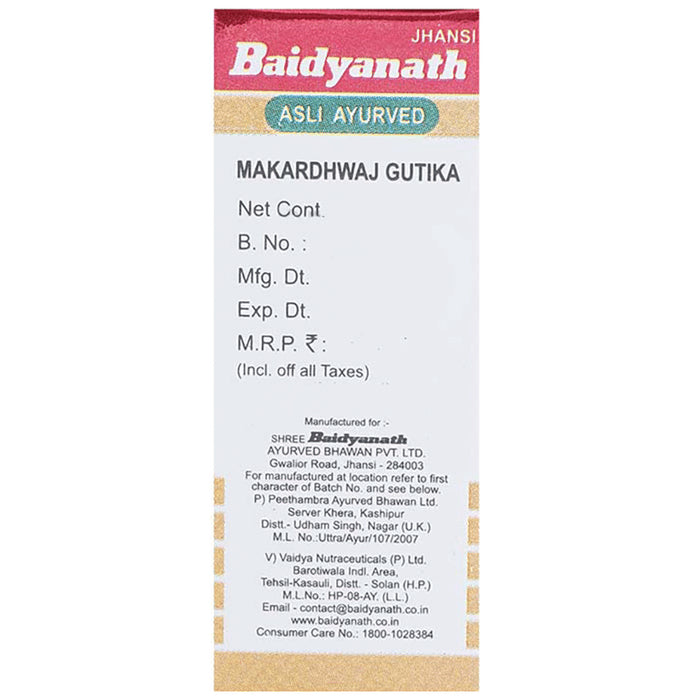 JHANSI
Baidyanath
ASLI AYURVED
MAKARDHWAJ GUTIKA
Net Cont.
B. No. :
Mfg. Dt.
Exp. Dt.
M.R.P. ₹ :
(Incl. off all Taxes)
Manufactured for :-
SHREE Baidyanath
AYURVED BHAWAN PVT. LTD.
Gwalior Road, Jhansi - 284003
For manufactured at location refer to first
character of Batch No. and see below.
P) Peethambra Ayurved Bhawan Ltd.
Server Khera, Kashipur
Distt.- Udham Singh, Nagar (U.K.)
M.L. No.:Uttra/Ayur/107/2007
V) Vaidya Nutraceuticals (P) Ltd.
Barotiwala Indl. Area,
Tehsil-Kasauli, Distt. - Solan (H.P.)
M.L.No.: HP-08-AY. (L.L.)
Email - contact@baidyanath.co.in
www.baidyanath.co.in
Consumer Care No.: 1800-1028384